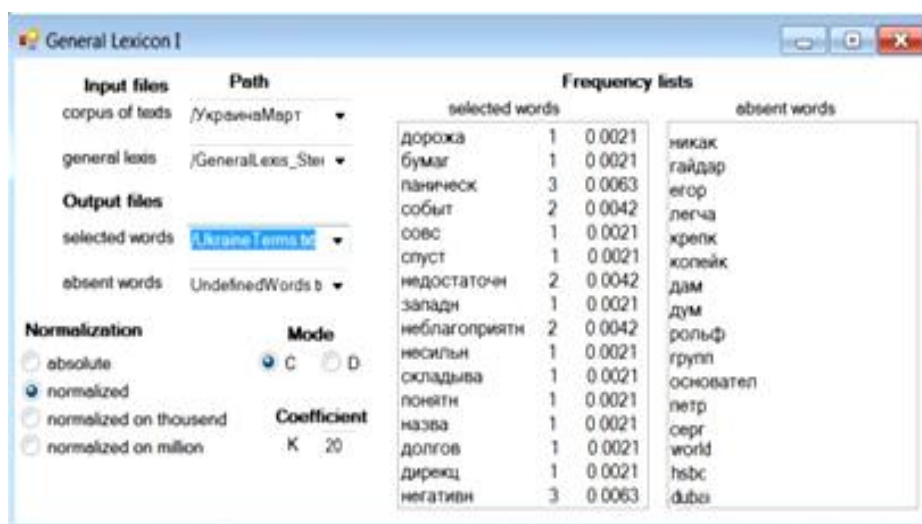 General Lexicon I
Input files Path
corpus of texts /УкраинаМарт
general lexis /GeneralLexis_Ster
Output files
selected words /UkraineTerms.txt
absent words UndefinedWords t
Normalization Mode
absolute C D
normalized
normalized on thousend Coefficient
normalized on million K 20
Frequency lists
selected words
дорожа 1 0.0021
бумаг 1 0.0021
паническ 3 0.0063
событ 2 0.0042
совс 1 0.0021
спуст 1 0.0021
недостаточн 2 0.0042
западн 1 0.0021
неблагоприятн 2 0.0042
несильн 1 0.0021
складыва 1 0.0021
понятн 1 0.0021
назва 1 0.0021
долгов 1 0.0021
дирекц 1 0.0021
негативн 3 0.0063
absent words
никак
гайдар
егор
легча
крепк
копейк
дам
дум
рольф
групп
основател
петр
серг
world
hsbc
dubai